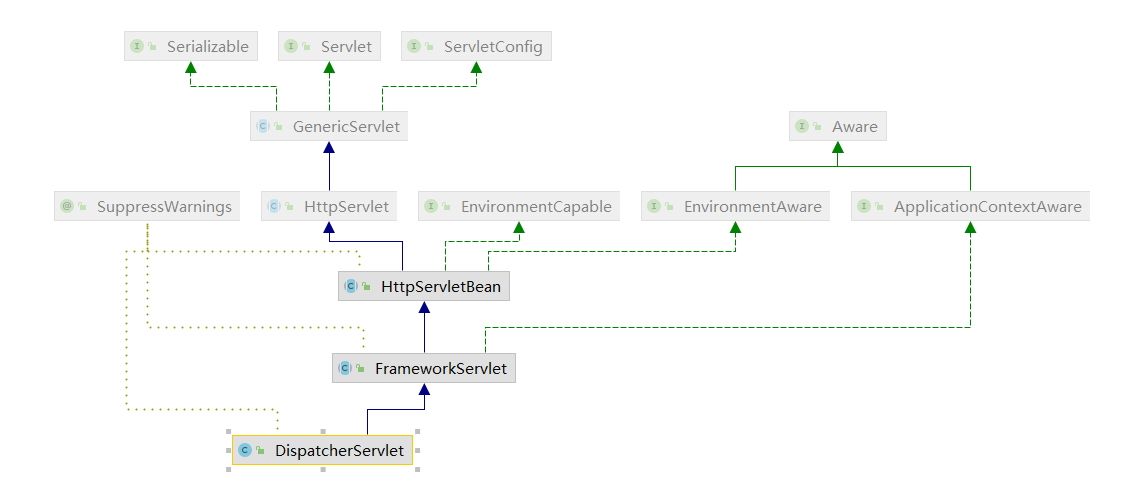 Serializable
Servlet
ServletConfig
GenericServlet
Aware
SuppressWarnings
HttpServlet
EnvironmentCapable
EnvironmentAware
ApplicationContextAware
HttpServletBean
FrameworkServlet
DispatcherServlet